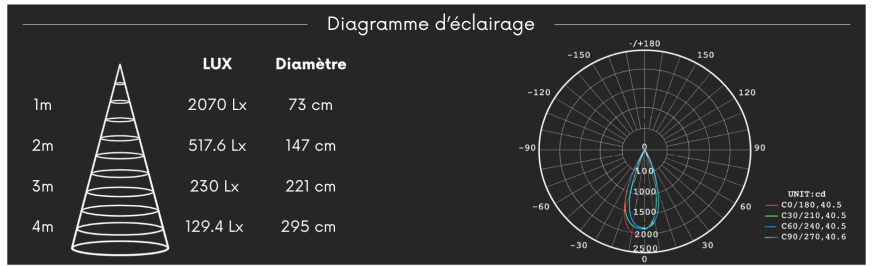 Diagramme d'éclairage
LUX Diamètre
1m 2070 Lx 73 cm
2m 517.6 Lx 147 cm
3m 230 Lx 221 cm
4m 129.4 Lx 295 cm
-/+180
-150 150
-120 120
-90 0 90
100
1000
-60 1500 60
2000
-30 2500 30
0
UNIT:cd
C0/180,40.5
C30/210,40.5
C60/240,40.5
C90/270,40.6